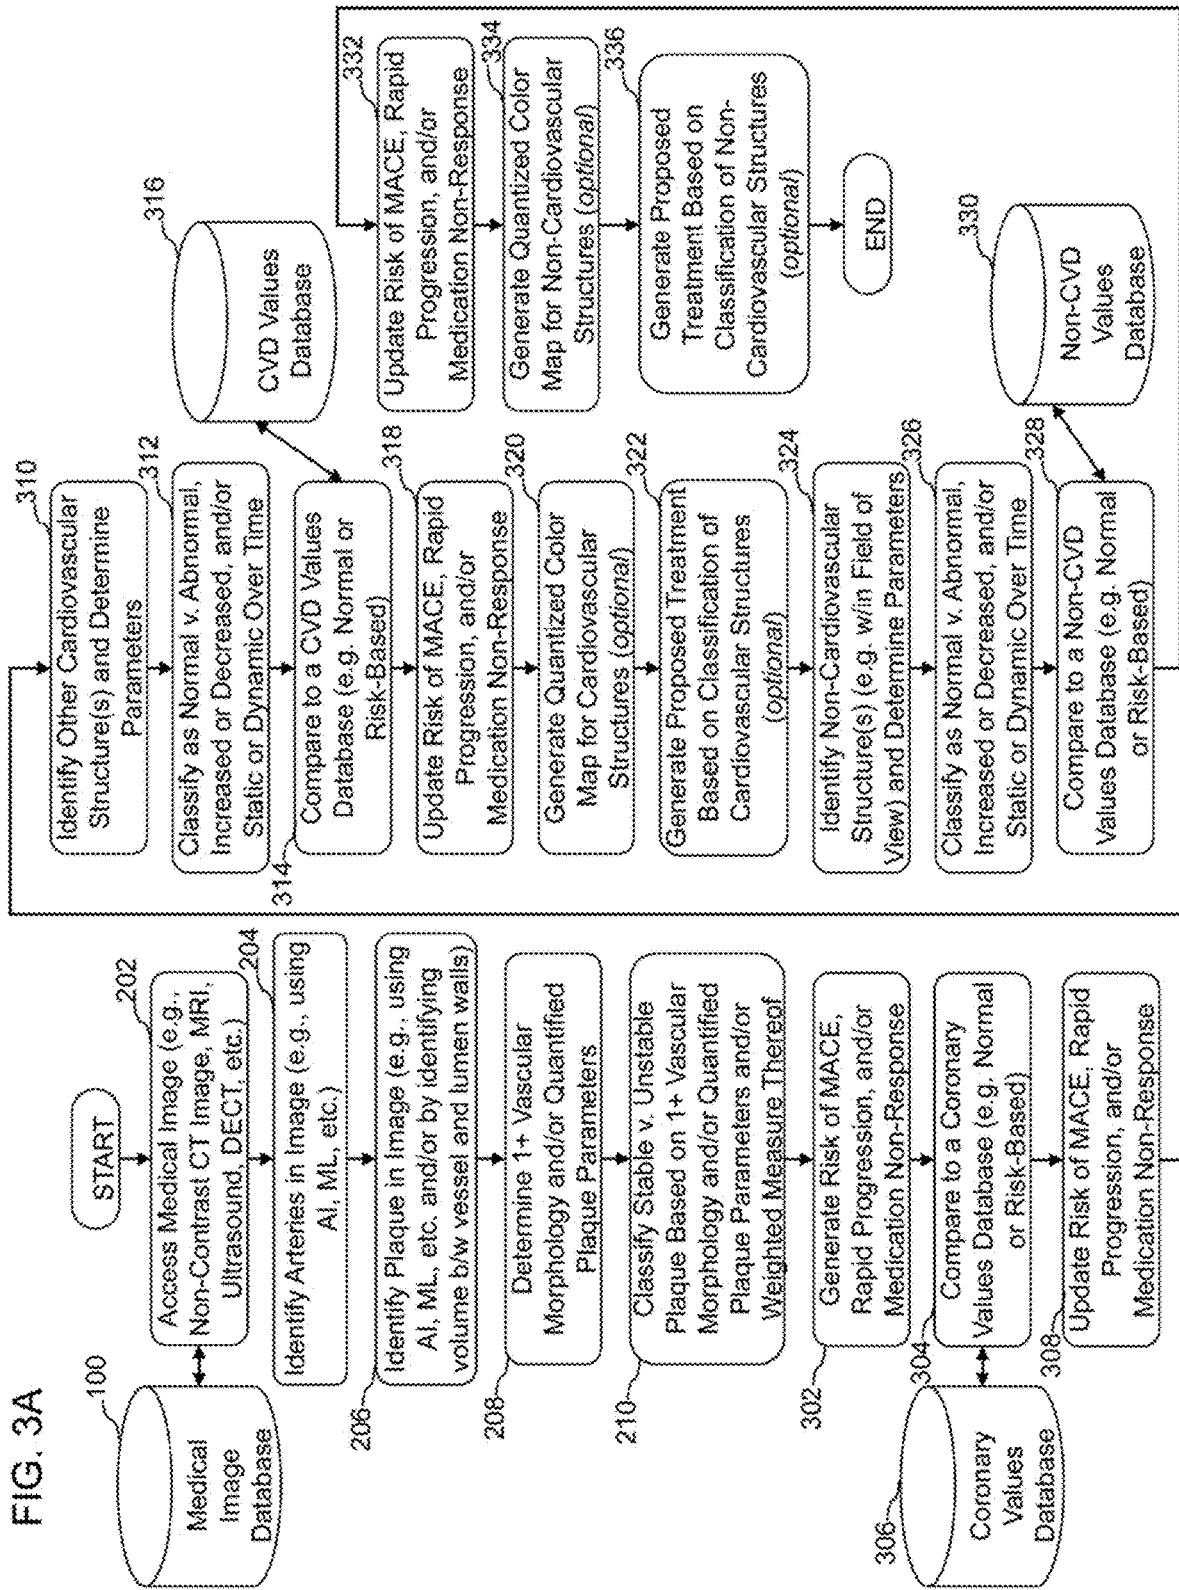 FIG. 3A
START
100
Medical
Image
Database
202
Access Medical Image (e.g.,
Non-Contrast CT Image, MRI,
Ultrasound, DECT, etc.)
204
Identify Arteries in Image (e.g., using
AI, ML, etc.)
206
Identify Plaque in Image (e.g., using
AI, ML, etc. and/or by identifying
volume b/w vessel and lumen walls)
208
Determine 1+ Vascular
Morphology and/or Quantified
Plaque Parameters
210
Classify Stable v. Unstable
Plaque Based on 1+ Vascular
Morphology and/or Quantified
Plaque Parameters and/or
Weighted Measure Thereof
302
Generate Risk of MACE,
Rapid Progression, and/or
Medication Non-Response
304
Compare to a Coronary
Values Database (e.g. Normal
or Risk-Based)
306
Coronary
Values
Database
308
Update Risk of MACE, Rapid
Progression, and/or
Medication Non-Response
310
Identify Other Cardiovascular
Structure(s) and Determine
Parameters
312
Classify as Normal v. Abnormal,
Increased or Decreased, and/or
Static or Dynamic Over Time
314
Compare to a CVD Values
Database (e.g. Normal or
Risk-Based)
316
CVD Values
Database
318
Update Risk of MACE, Rapid
Progression, and/or
Medication Non-Response
320
Generate Quantized Color
Map for Cardiovascular
Structures (optional)
322
Generate Proposed Treatment
Based on Classification of
Cardiovascular Structures
(optional)
324
Identify Non-Cardiovascular
Structure(s) (e.g. w/in Field of
View) and Determine Parameters
326
Classify as Normal v. Abnormal,
Increased or Decreased, and/or
Static or Dynamic Over Time
328
Compare to a Non-CVD
Values Database (e.g. Normal
or Risk-Based)
330
Non-CVD
Values
Database
332
Update Risk of MACE, Rapid
Progression, and/or
Medication Non-Response
334
Generate Quantized Color
Map for Non-Cardiovascular
Structures (optional)
336
Generate Proposed
Treatment Based on
Classification of Non-
Cardiovascular Structures
(optional)
END